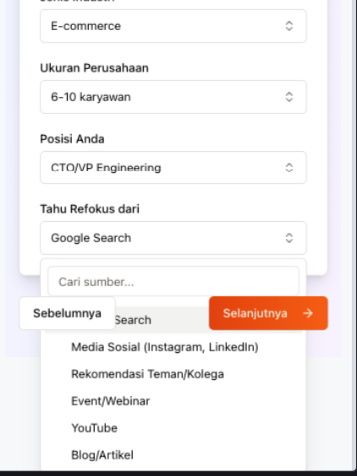 E-commerce
Ukuran Perusahaan
6-10 karyawan
Posisi Anda
CTO/VP Engineering
Tahu Refokus dari
Google Search
Cari sumber...
Sebelumnya
Search
Selanjutnya →
Media Sosial (Instagram, LinkedIn)
Rekomendasi Teman/Kolega
Event/Webinar
YouTube
Blog/Artikel